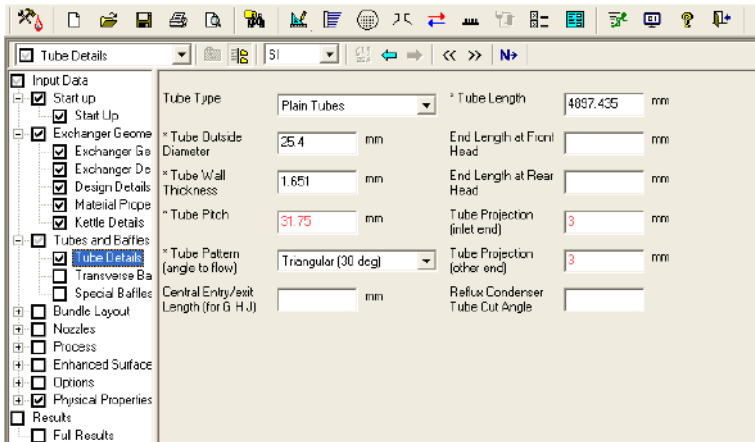 Tube Details
SI
N→
Input Data
Start up
Start Up
Exchanger Geome
Exchanger Ge
Exchanger De
Design Details
Material Prope
Kettle Details
Tubes and Baffles
Tube Details
Transverse Ba
Special Baffles
Bundle Layout
Nozzles
Process
Enhanced Surface
Options
Physical Properties
Results
Full Results
Tube Type
Plain Tubes
* Tube Length
4897.435 mm
* Tube Outside
Diameter
25.4 mm
End Length at Front
Head
mm
* Tube Wall
Thickness
1.651 mm
End Length at Rear
Head
mm
* Tube Pitch
31.75 mm
Tube Projection
(inlet end)
3 mm
* Tube Pattern
(angle to flow)
Triangular (30 deg)
Tube Projection
(other end)
3 mm
Central Entry/exit
Length (for G H J)
mm
Reflux Condenser
Tube Cut Angle